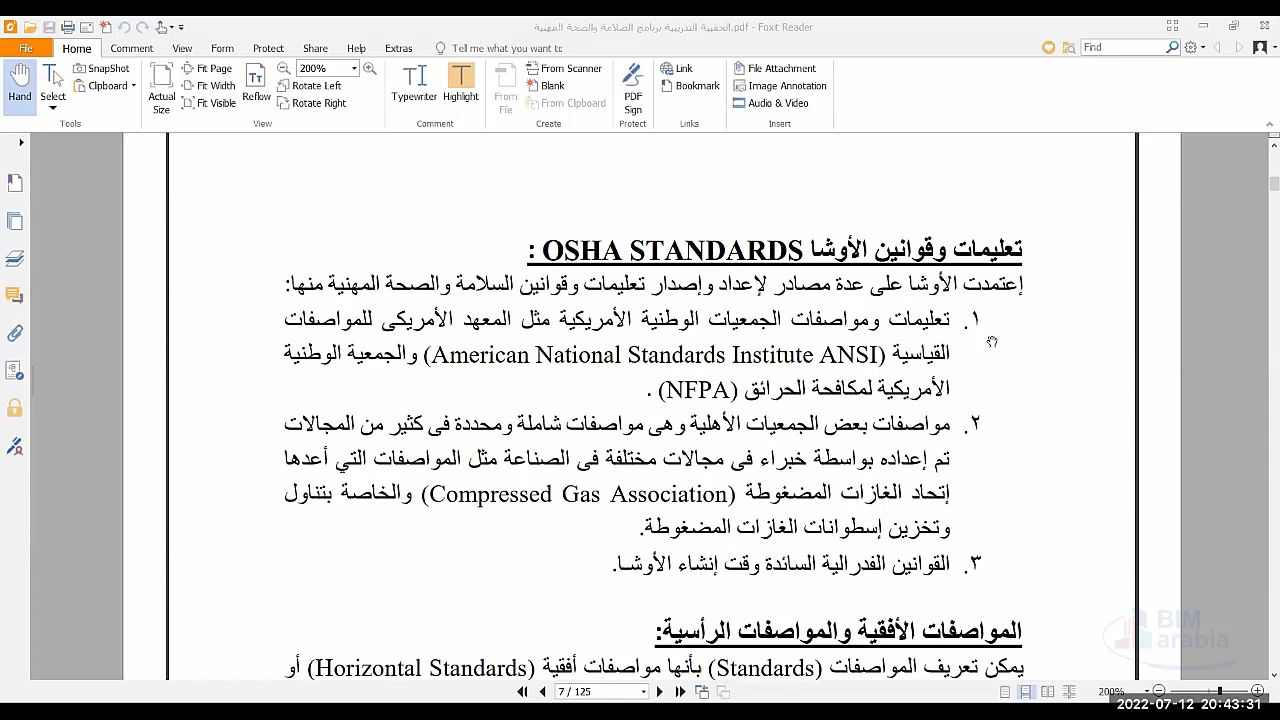 الحقيبة التدريبية برنامج الصلامة والصحة المهنية.pdf - Foxit Reader
File Home Comment View Form Protect Share Help Extras Tell me what you want to
Find
Hand
Select
SnapShot
Clipboard
Actual Size
Fit Page
Fit Width
Fit Visible
Reflow
200%
Rotate Left
Rotate Right
Typewriter
Highlight
From File
From Scanner
Blank
From Clipboard
PDF Sign
Link
Bookmark
File Attachment
Image Annotation
Audio & Video
Tools View Comment Create Protect Links Insert
تعليمات وقوانين الأوشا OSHA STANDARDS :
إعتمدت الأوشا على عدة مصادر لإعداد وإصدار تعليمات وقوانين السلامة والصحة المهنية منها:
١. تعليمات ومواصفات الجمعيات الوطنية الأمريكية مثل المعهد الأمريكى للمواصفات
القياسية (American National Standards Institute ANSI) والجمعية الوطنية
الأمريكية لمكافحة الحرائق (NFPA) .
٢. مواصفات بعض الجمعيات الأهلية وهى مواصفات شاملة ومحددة فى كثير من المجالات
تم إعداده بواسطة خبراء فى مجالات مختلفة فى الصناعة مثل المواصفات التي أعدها
إتحاد الغازات المضغوطة (Compressed Gas Association) والخاصة بتناول
وتخزين إسطوانات الغازات المضغوطة.
٣. القوانين الفدرالية السائدة وقت إنشاء الأوشـا.
المواصفات الأفقية والمواصفات الرأسية:
يمكن تعريف المواصفات (Standards) بأنها مواصفات أفقية (Horizontal Standards) أو
BIM
arabia
7 / 125
200%
2022-07-12 20:43:31